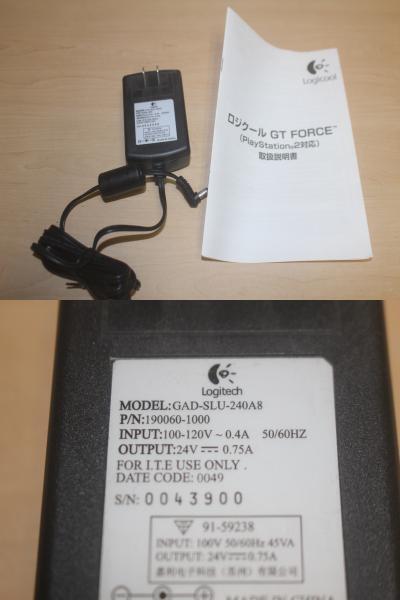 Logicool
ロジクール GT FORCE™
(PlayStation®2対応)
取扱説明書
Logitech
Logitech
MODEL:GAD-SLU-240A8
P/N:190060-1000
INPUT:100-120V ~ 0.4A 50/60HZ
OUTPUT:24V ⎓ 0.75A
FOR I.T.E USE ONLY .
DATE CODE: 0049
S/N: 0043900
91-59238
INPUT: 100V 50/60Hz 45VA
OUTPUT: 24V⎓0.75A
MADE IN CHINA